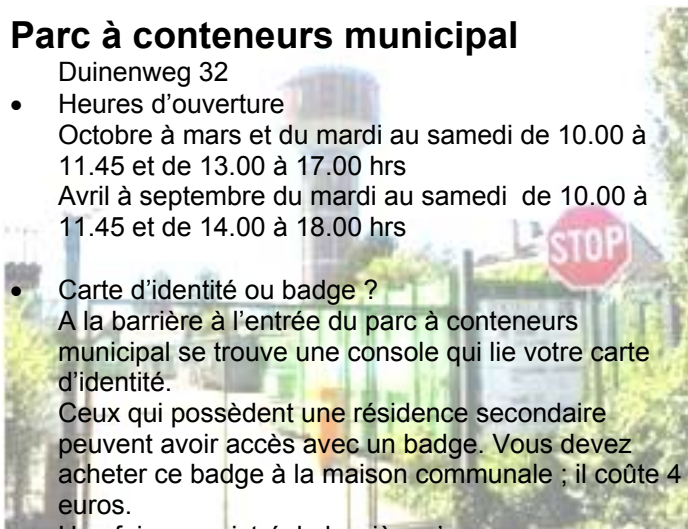 Parc à conteneurs municipal
Duinenweg 32
• Heures d’ouverture
Octobre à mars et du mardi au samedi de 10.00 à
11.45 et de 13.00 à 17.00 hrs
Avril à septembre du mardi au samedi de 10.00 à
11.45 et de 14.00 à 18.00 hrs
STOP
• Carte d’identité ou badge ?
A la barrière à l’entrée du parc à conteneurs
municipal se trouve une console qui lie votre carte
d’identité.
Ceux qui possèdent une résidence secondaire
peuvent avoir accès avec un badge. Vous devez
acheter ce badge à la maison communale ; il coûte 4
euros.